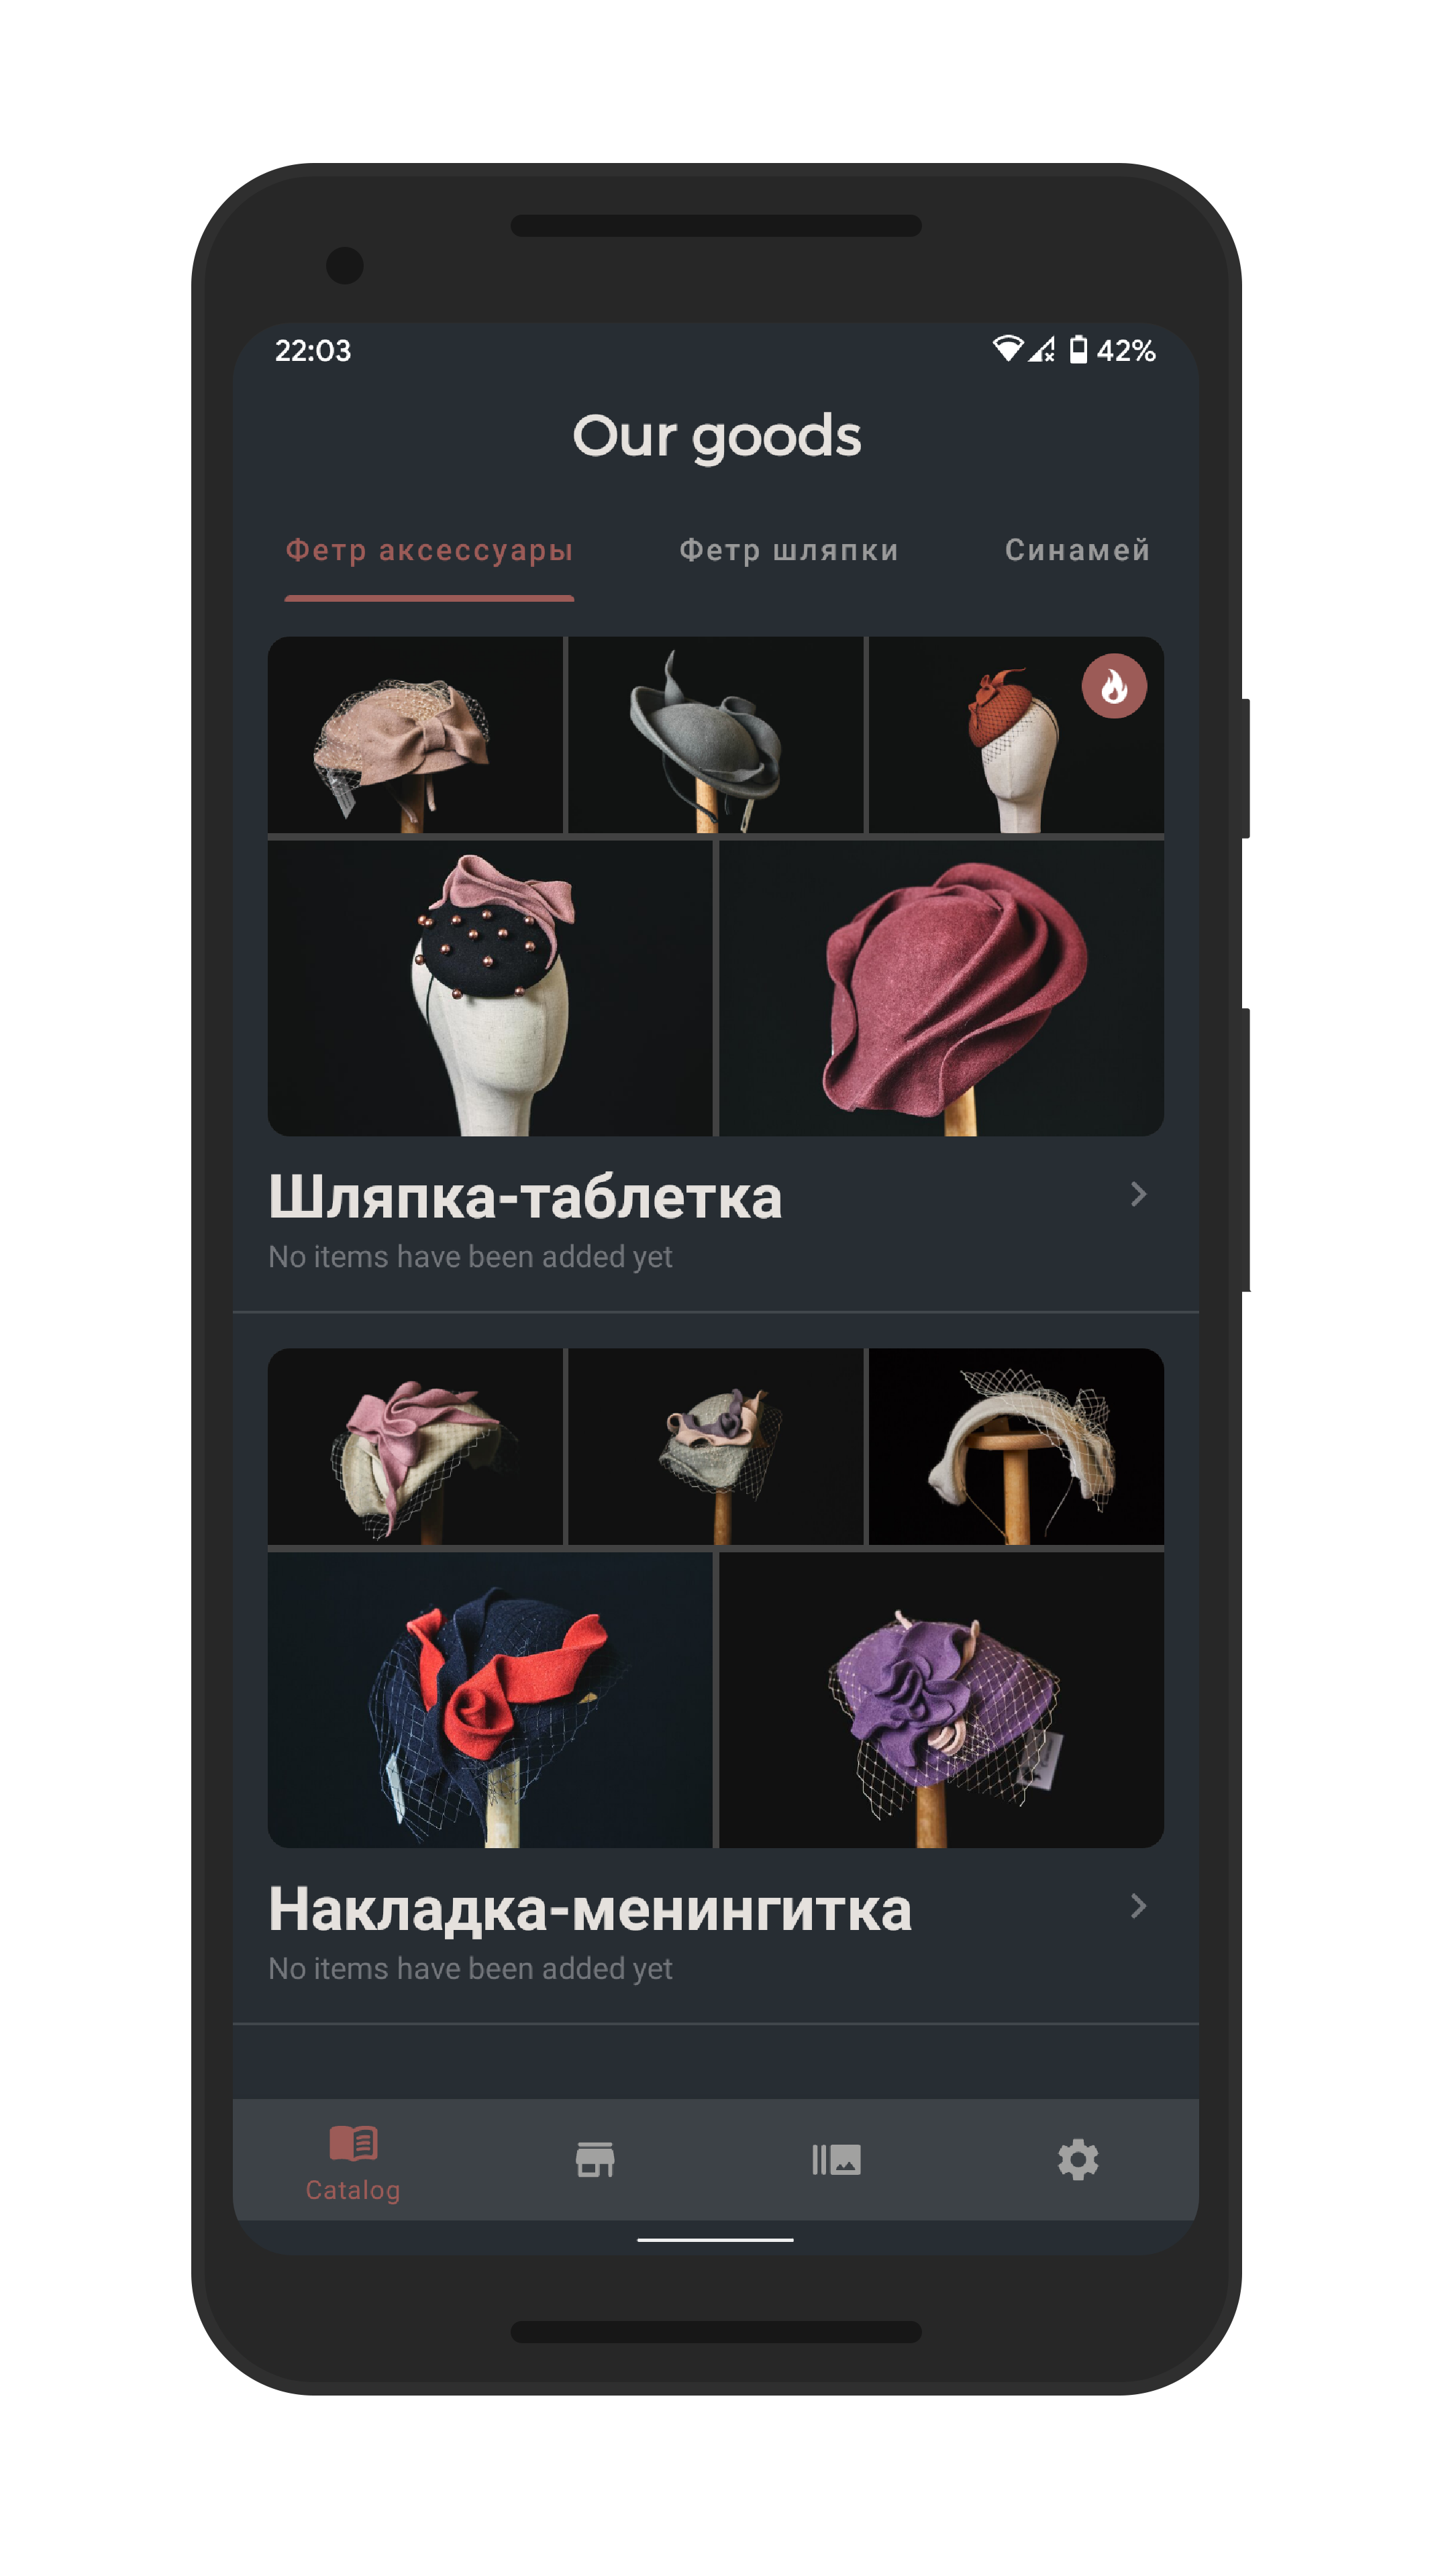 22:03 42%
Our goods
Фетр аксессуары Фетр шляпки Синамей
Шляпка-таблетка
No items have been added yet
Накладка-менингитка
No items have been added yet
Catalog